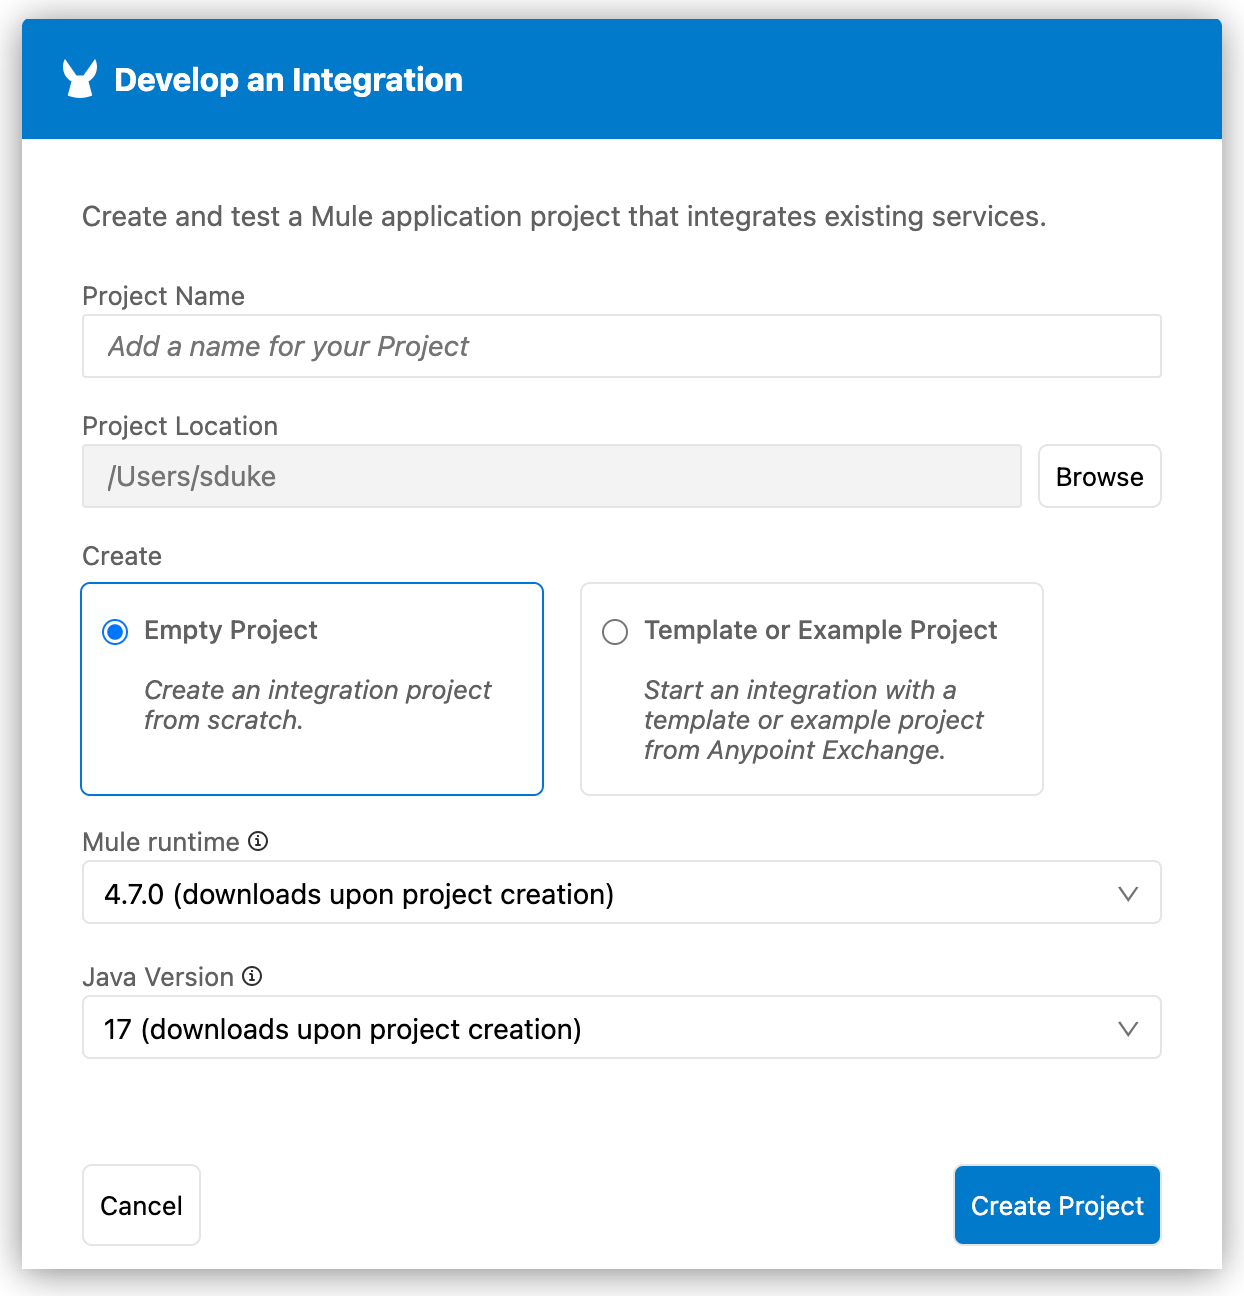 Develop an Integration
Create and test a Mule application project that integrates existing services.
Project Name
Add a name for your Project
Project Location
/Users/sduke
Browse
Create
Empty Project
Create an integration project
from scratch.
Template or Example Project
Start an integration with a
template or example project
from Anypoint Exchange.
Mule runtime
4.7.0 (downloads upon project creation)
Java Version
17 (downloads upon project creation)
Cancel
Create Project